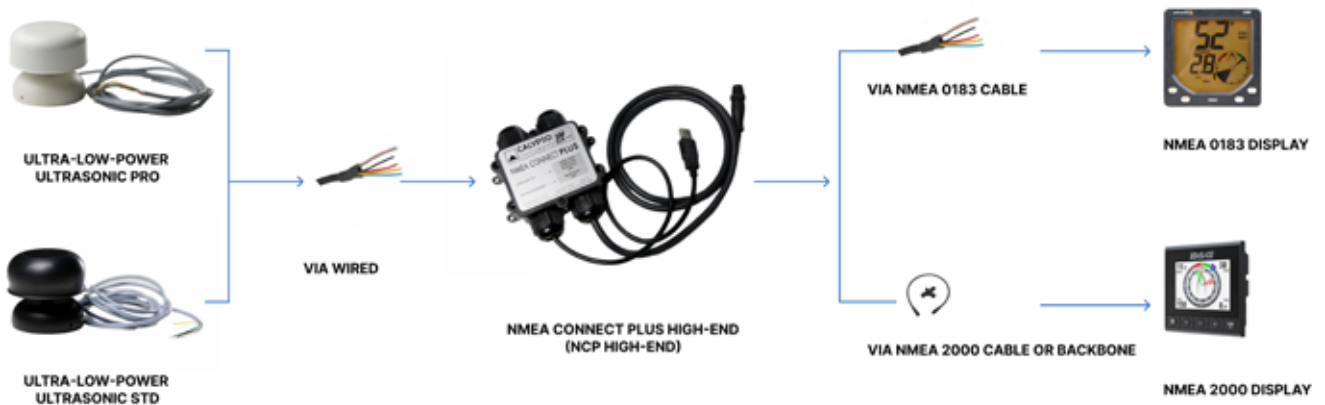 ULTRA-LOW-POWER
ULTRASONIC PRO
ULTRA-LOW-POWER
ULTRASONIC STD
VIA WIRED
CALYPSO
NMEA CONNECT PLUS
NMEA CONNECT PLUS HIGH-END
(NCP HIGH-END)
VIA NMEA 0183 CABLE
52
2.8
NMEA 0183 DISPLAY
VIA NMEA 2000 CABLE OR BACKBONE
B&G
NMEA 2000 DISPLAY